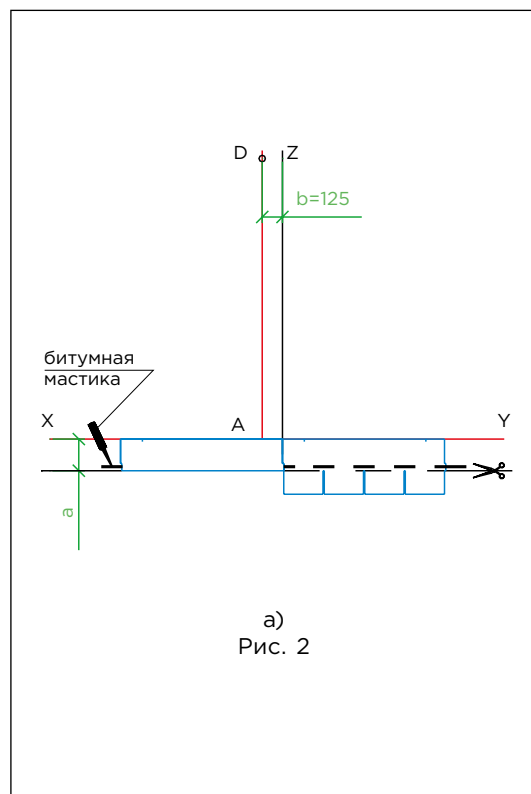 D Z
b=125
битумная
мастика
X A Y
a
а)
Рис. 2